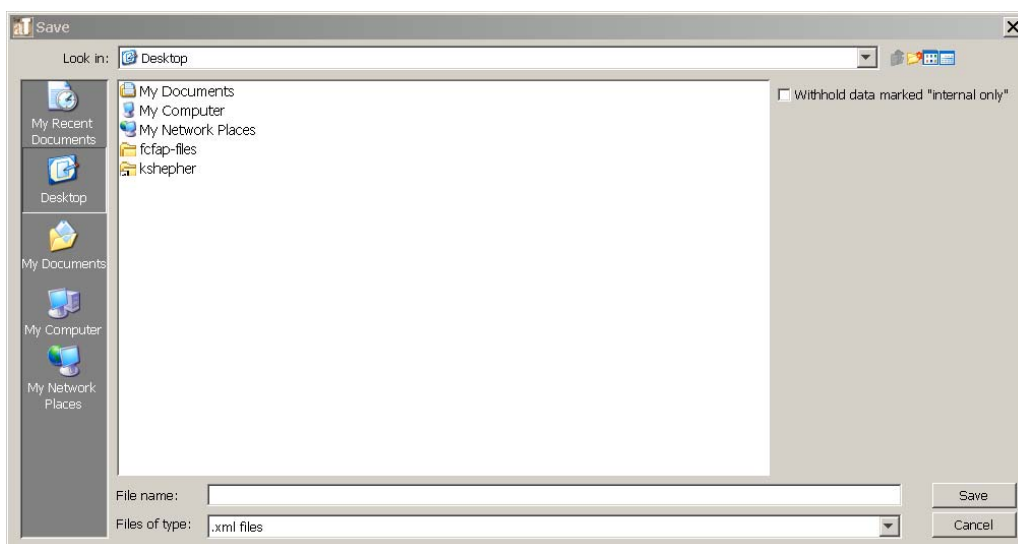 aT Save
Look in: Desktop
My Recent
Documents
Desktop
My Documents
My Computer
My Network
Places
My Documents
My Computer
My Network Places
fcfap-files
kshepher
Withhold data marked "internal only"
File name:
Save
Files of type: .xml files
Cancel